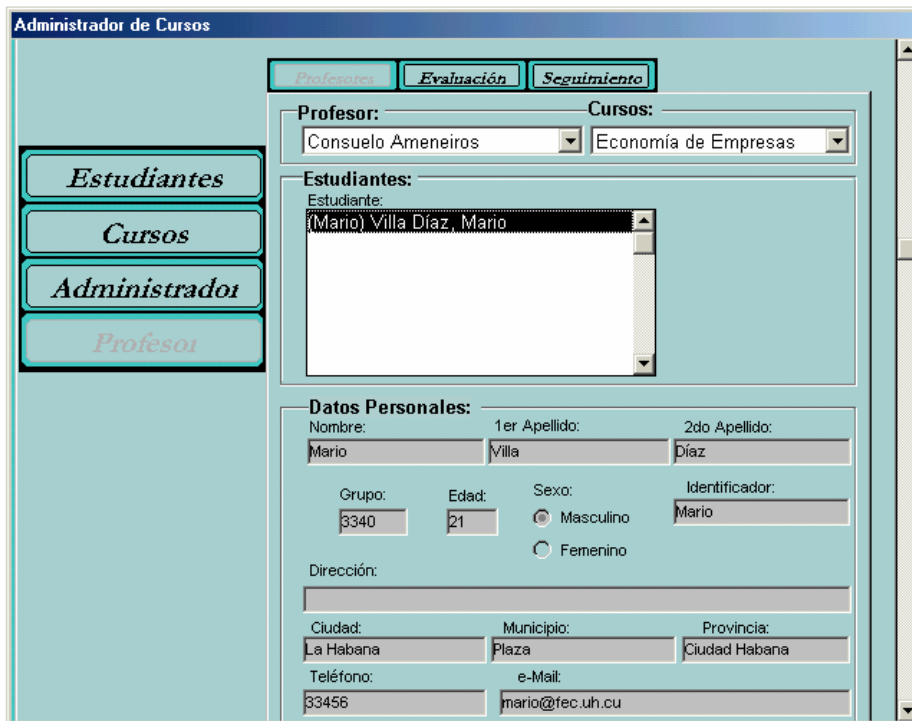 Administrador de Cursos
Profesores Evaluación Seguimiento
Profesor: Cursos:
Consuelo Ameneiros Economía de Empresas
Estudiantes
Cursos
Administrador
Profesor
Estudiantes:
Estudiante:
(Mario) Villa Díaz, Mario
Datos Personales:
Nombre: 1er Apellido: 2do Apellido:
Mario Villa Díaz
Grupo: Edad: Sexo: Identificador:
3340 21 Masculino Mario
Femenino
Dirección:
Ciudad: Municipio: Provincia:
La Habana Plaza Ciudad Habana
Teléfono: e-Mail:
33456 mario@fec.uh.cu